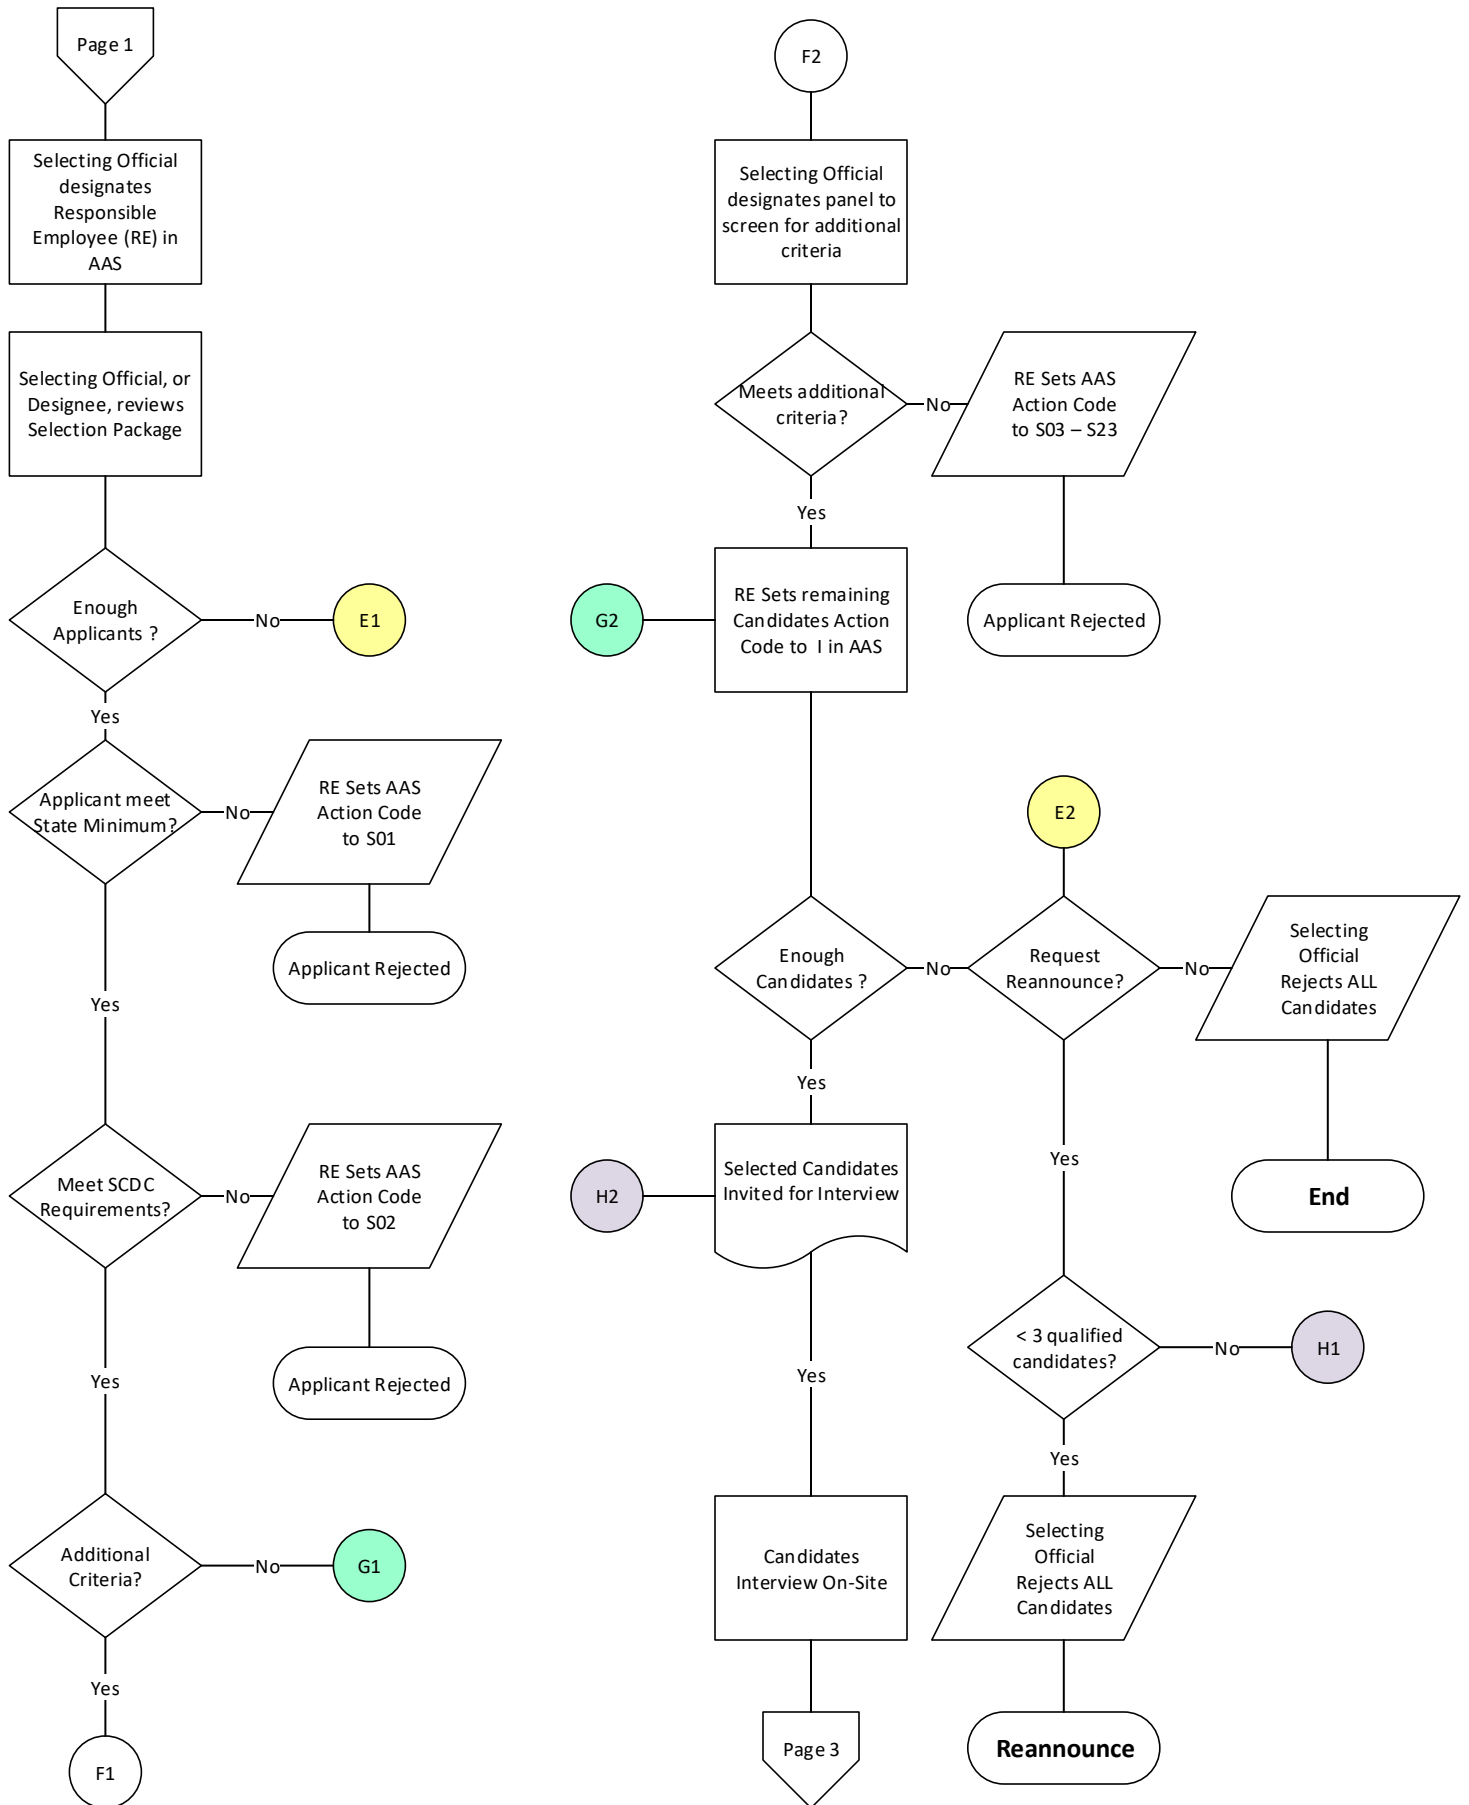 Page 1
Selecting Official
designates
Responsible
Employee (RE) in
AAS
Selecting Official, or
Designee, reviews
Selection Package
Enough
Applicants ?
No
E1
Yes
Applicant meet
State Minimum?
No
RE Sets AAS
Action Code
to S01
Applicant Rejected
Yes
Meet SCDC
Requirements?
No
RE Sets AAS
Action Code
to S02
Applicant Rejected
Yes
Additional
Criteria?
No
G1
Yes
F1
F2
Selecting Official
designates panel to
screen for additional
criteria
Meets additional
criteria?
No
RE Sets AAS
Action Code
to S03 – S23
Applicant Rejected
Yes
G2
RE Sets remaining
Candidates Action
Code to I in AAS
Enough
Candidates ?
No
E2
Request
Reannounce?
No
Selecting
Official
Rejects ALL
Candidates
End
Yes
H2
Selected Candidates
Invited for Interview
Yes
Candidates
Interview On-Site
Page 3
Yes
< 3 qualified
candidates?
No
H1
Yes
Selecting
Official
Rejects ALL
Candidates
Reannounce